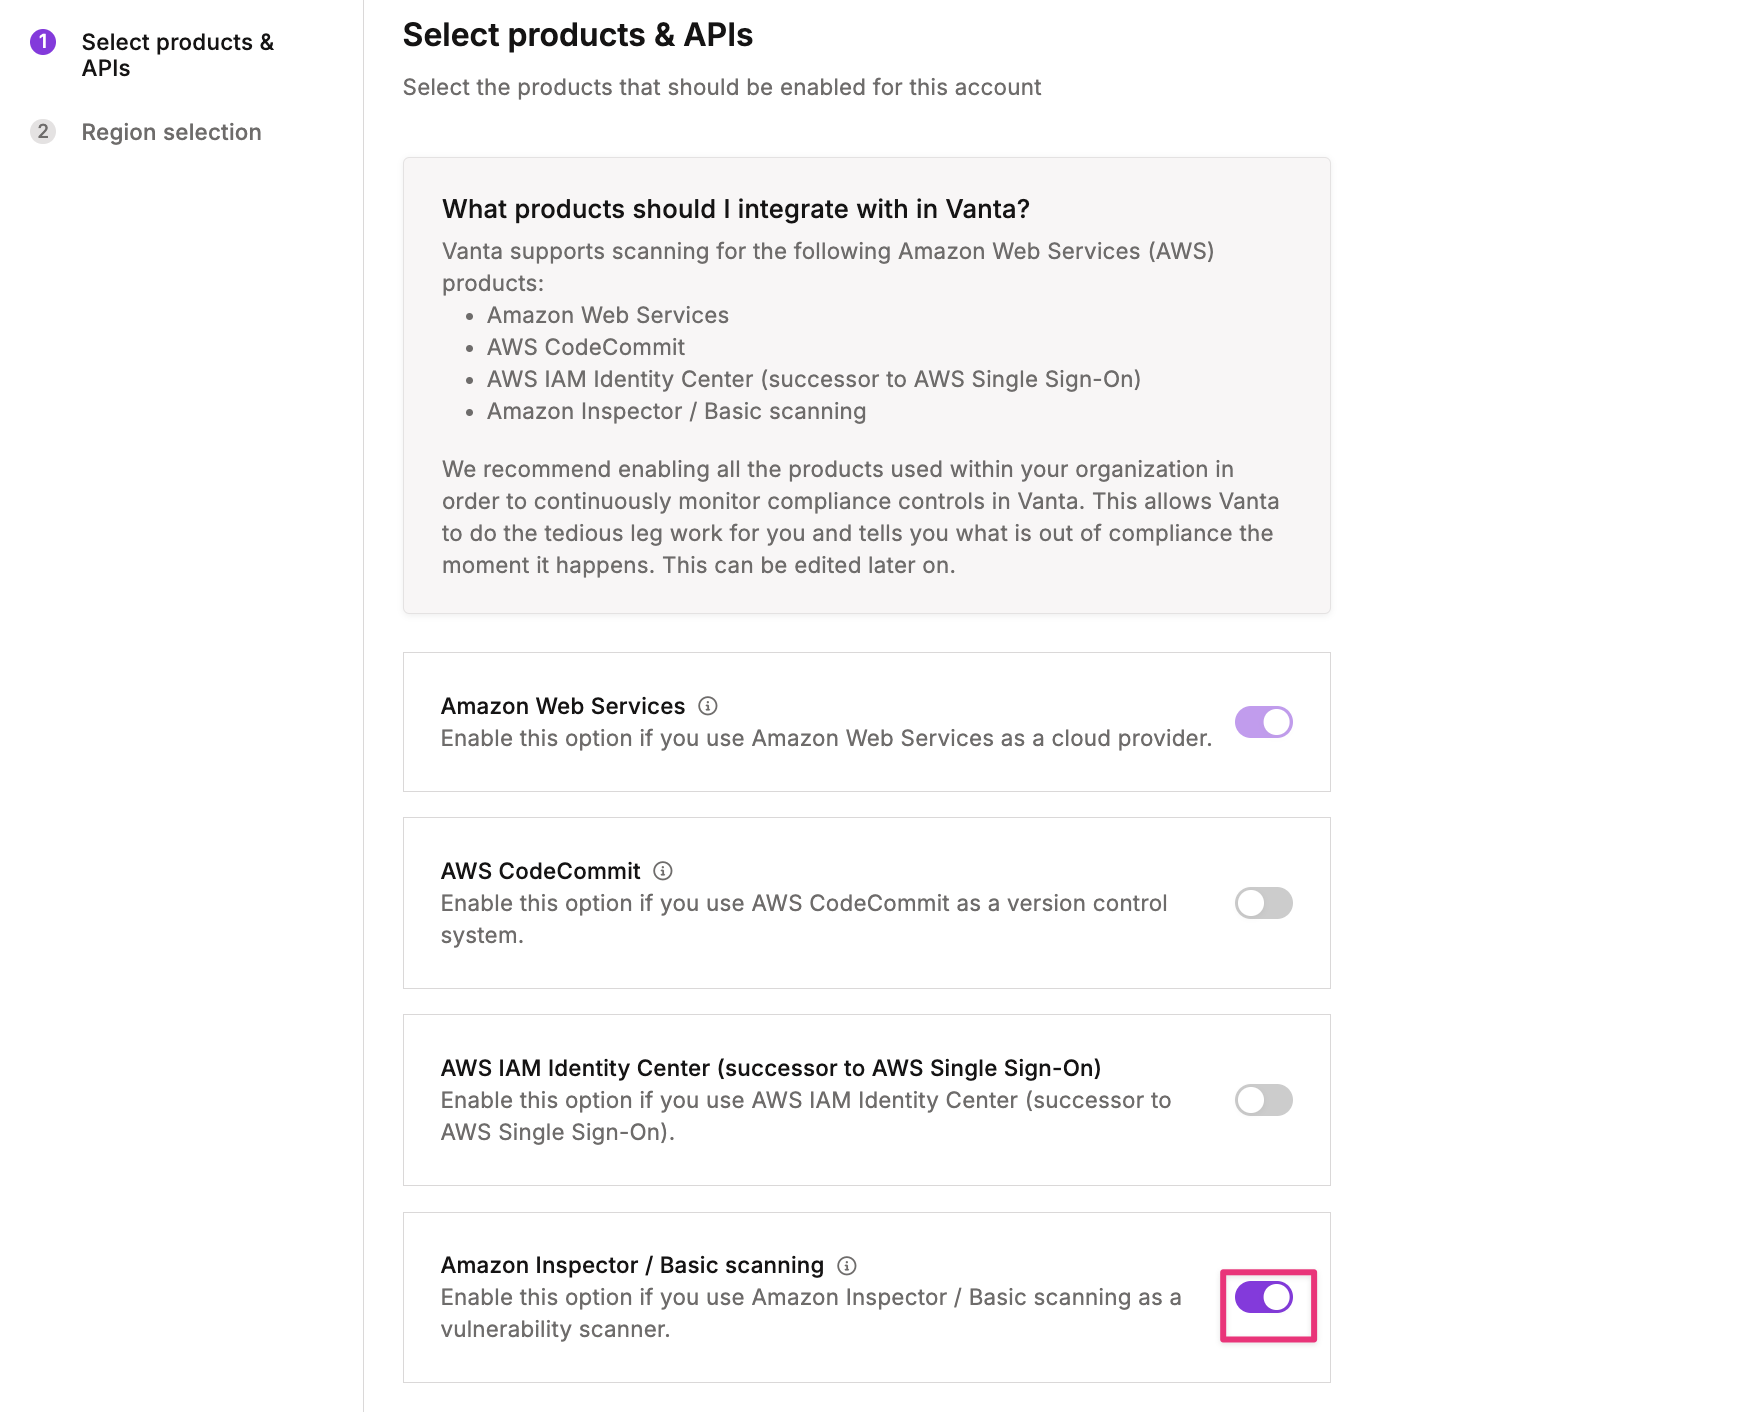 1 Select products &
APIs
2 Region selection
Select products & APIs
Select the products that should be enabled for this account
What products should I integrate with in Vanta?
Vanta supports scanning for the following Amazon Web Services (AWS)
products:
• Amazon Web Services
• AWS CodeCommit
• AWS IAM Identity Center (successor to AWS Single Sign-On)
• Amazon Inspector / Basic scanning
We recommend enabling all the products used within your organization in
order to continuously monitor compliance controls in Vanta. This allows Vanta
to do the tedious leg work for you and tells you what is out of compliance the
moment it happens. This can be edited later on.
Amazon Web Services
Enable this option if you use Amazon Web Services as a cloud provider.
AWS CodeCommit
Enable this option if you use AWS CodeCommit as a version control
system.
AWS IAM Identity Center (successor to AWS Single Sign-On)
Enable this option if you use AWS IAM Identity Center (successor to
AWS Single Sign-On).
Amazon Inspector / Basic scanning
Enable this option if you use Amazon Inspector / Basic scanning as a
vulnerability scanner.